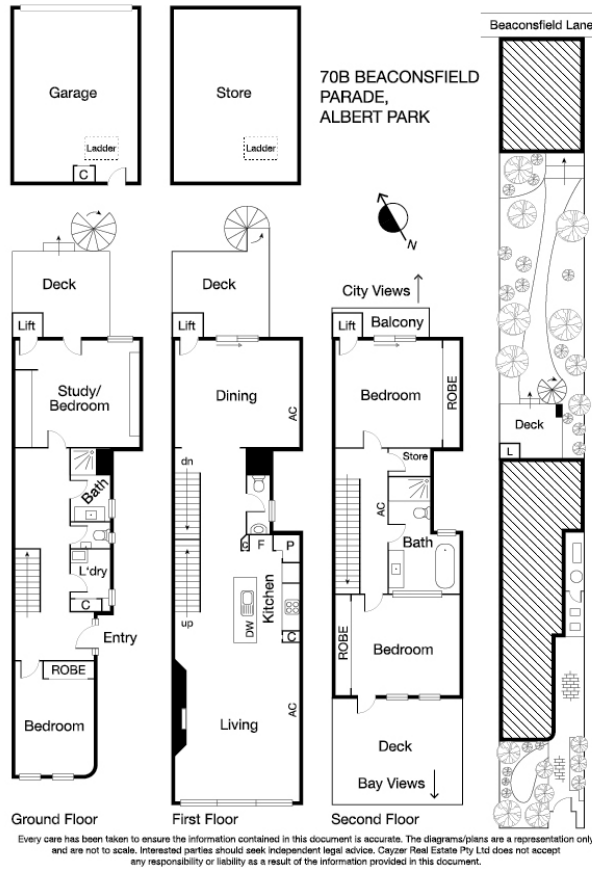 Beaconsfield Lane
70B BEACONSFIELD
PARADE,
ALBERT PARK
Garage
Ladder
C
Store
Ladder
N
Deck
Lift
Study/
Bedroom
Bath
L'dry
C
Entry
ROBE
Bedroom
Ground Floor
Deck
Lift
Dining
AC
dn
up
C
F
P
Kitchen
DW
C
AC
Living
First Floor
City Views
Lift
Balcony
Bedroom
ROBE
Store
AC
Bath
ROBE
Bedroom
Deck
Bay Views
Second Floor
Deck
L
Every care has been taken to ensure the information contained in this document is accurate. The diagrams/plans are a representation only
and are not to scale. Interested parties should seek independent legal advice. Cayzer Real Estate Pty Ltd does not accept
any responsibility or liability as a result of the information provided in this document.